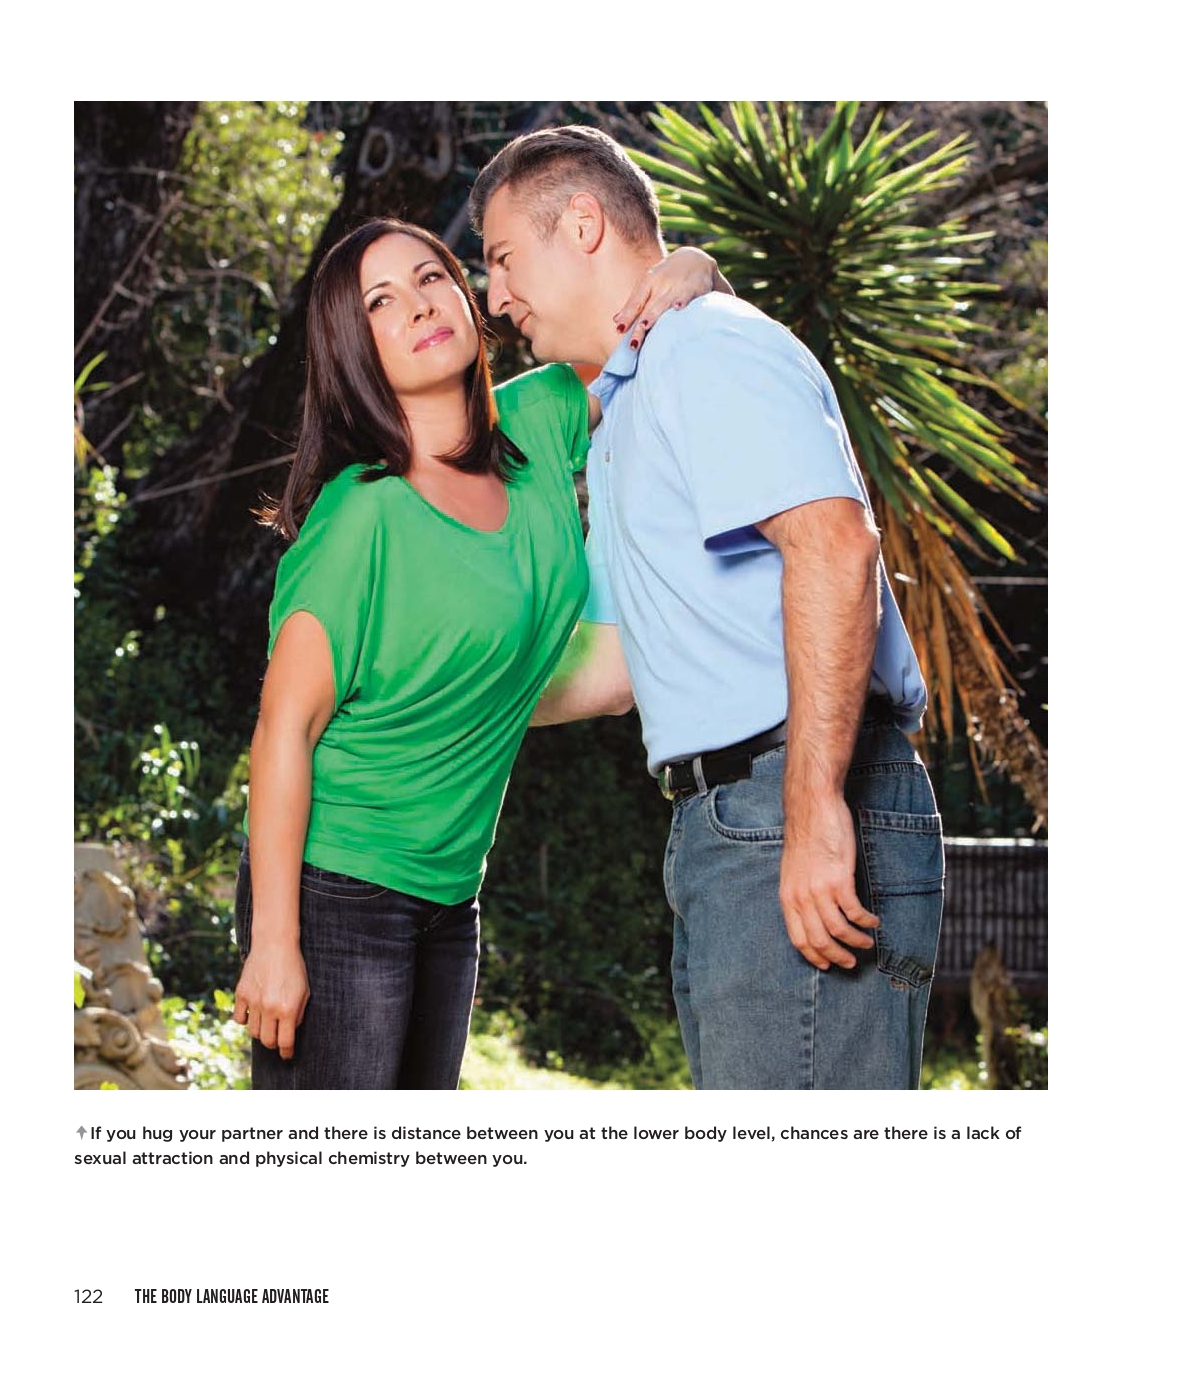 If you hug your partner and there is distance between you at the lower body level, chances are there is a lack of
sexual attraction and physical chemistry between you.
122 THE BODY LANGUAGE ADVANTAGE